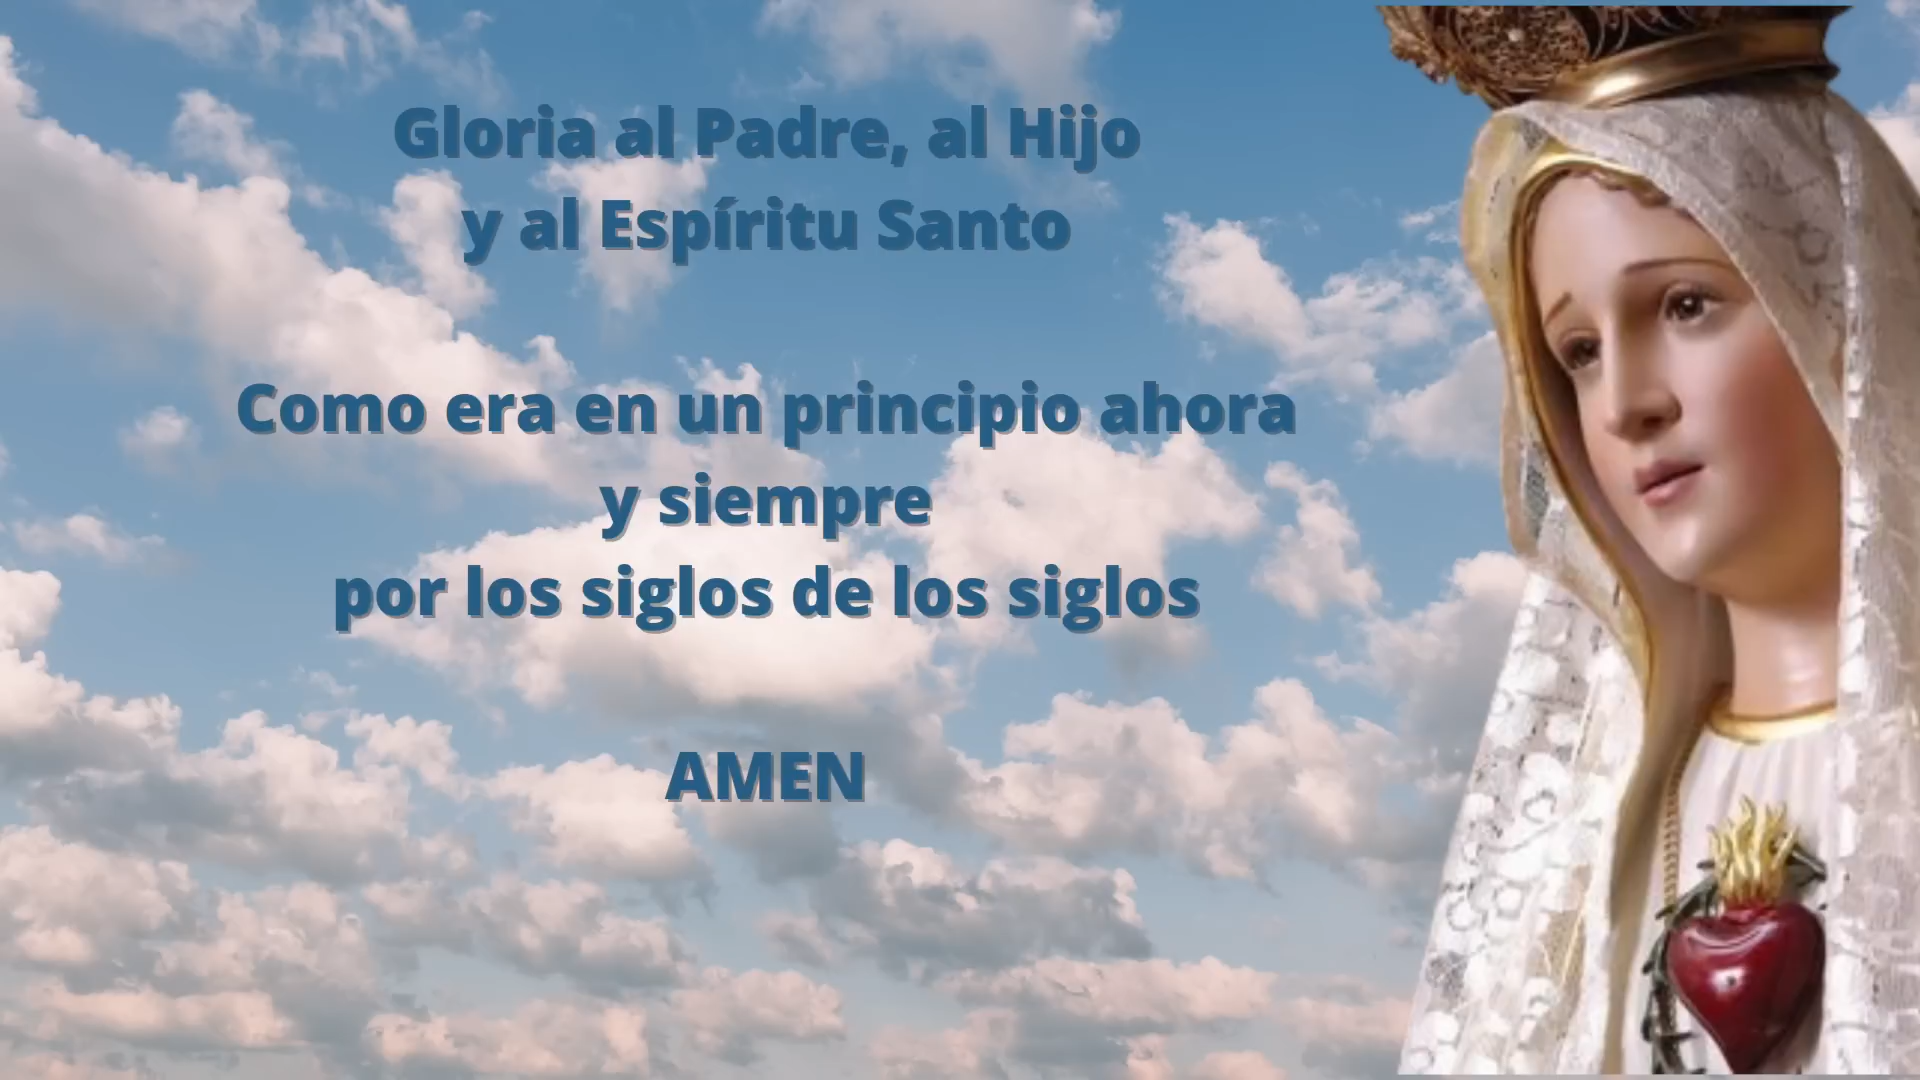 Gloria al Padre, al Hijo
y al Espíritu Santo
Como era en un principio ahora
y siempre
por los siglos de los siglos
AMEN